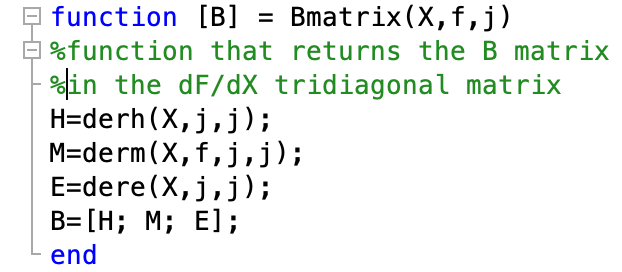 function [B] = Bmatrix(X,f,j)
%function that returns the B matrix
%in the dF/dX tridiagonal matrix
H=derh(X,j,j);
M=derm(X,f,j,j);
E=dere(X,j,j);
B=[H; M; E];
end